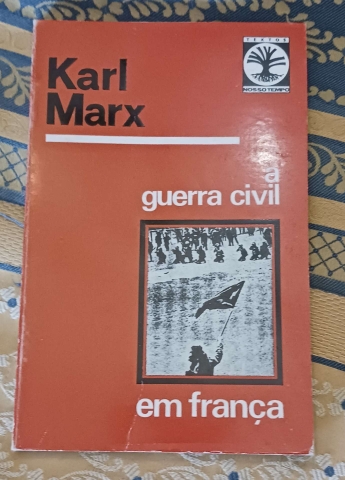 Karl
Marx
TEXTOS
NOSSO TEMPO
a
guerra civil
em frança